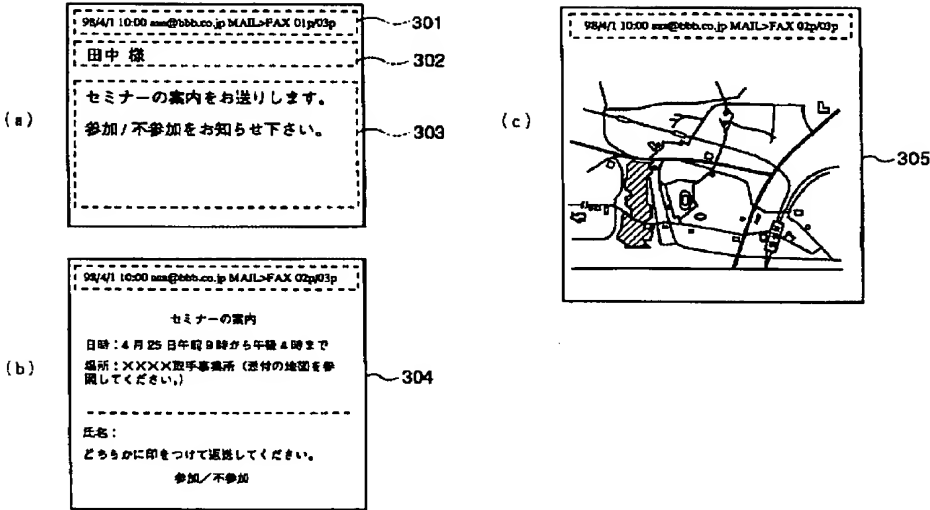 (a)
98/4/1 10:00 aaa@bbb.co.jp MAIL>FAX 01p/03p
301
田中 様
302
セミナーの案内をお送りします。
参加/不参加をお知らせ下さい。
303
(b)
98/4/1 10:00 aaa@bbb.co.jp MAIL>FAX 02p/03p
セミナーの案内
日時：4月25日午前9時から午後4時まで
場所：××××取手事業所（添付の地図を参
照してください。）
304
氏名：
どちらかに印をつけて返送してください。
参加／不参加
(c)
98/4/1 10:00 aaa@bbb.co.jp MAIL>FAX 02p/03p
305